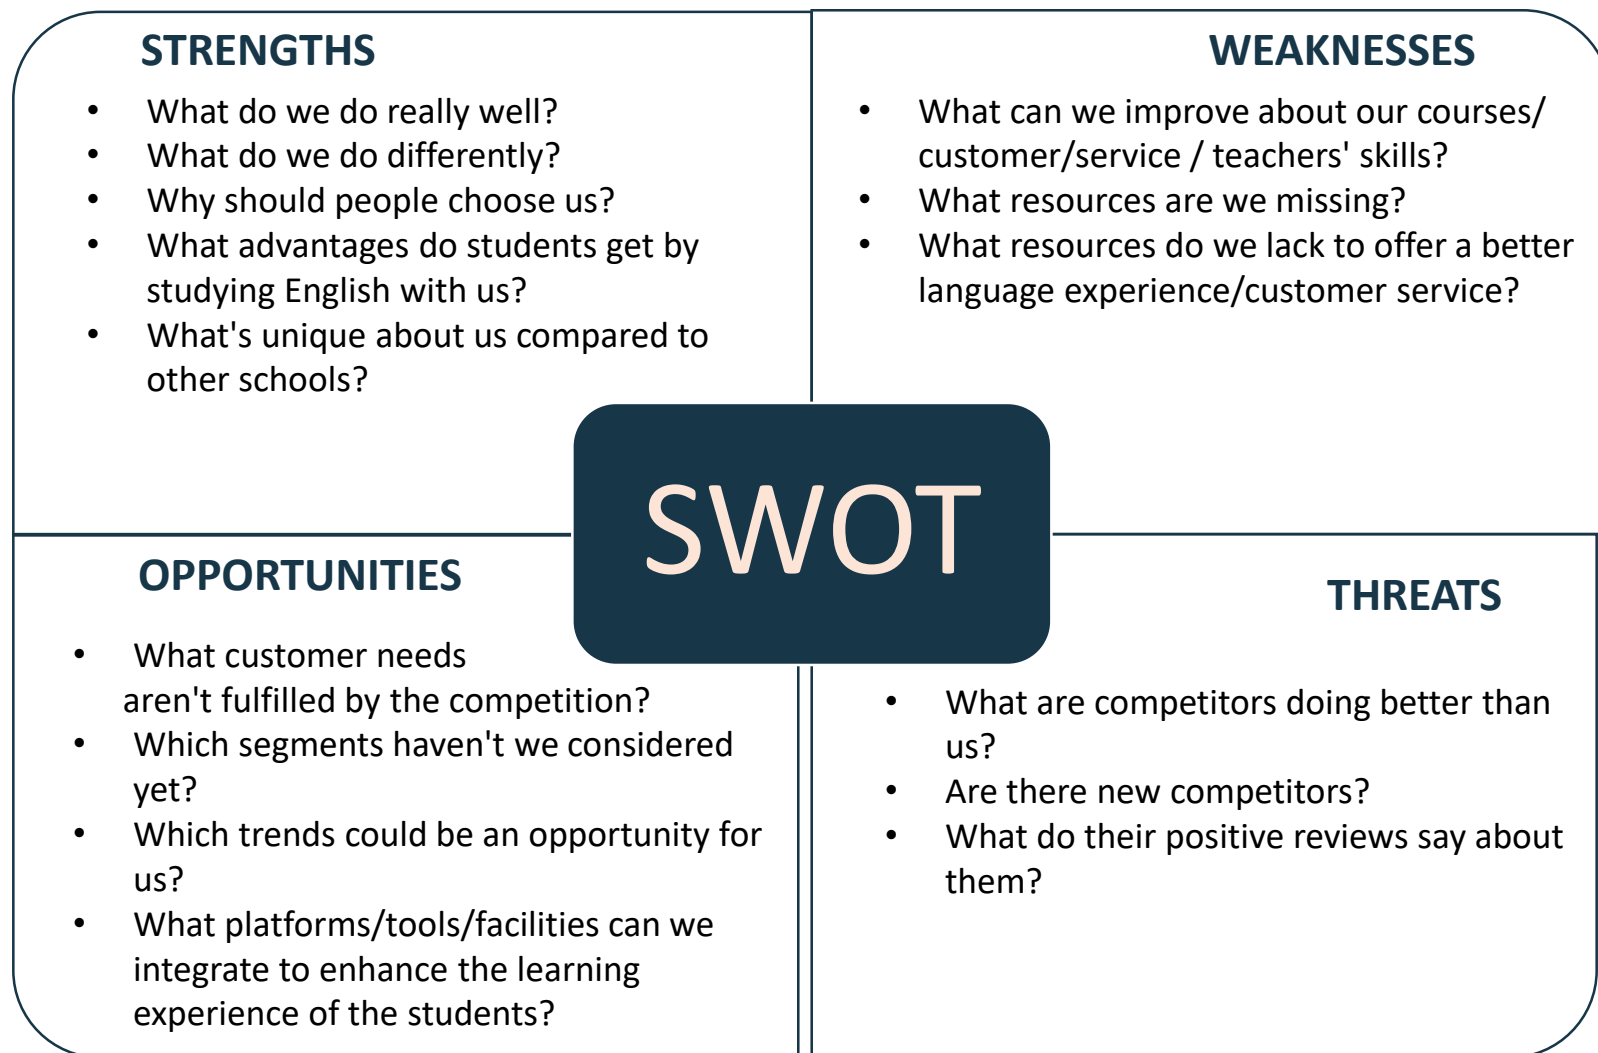 STRENGTHS
• What do we do really well?
• What do we do differently?
• Why should people choose us?
• What advantages do students get by
studying English with us?
• What's unique about us compared to
other schools?
WEAKNESSES
• What can we improve about our courses/
customer/service / teachers' skills?
• What resources are we missing?
• What resources do we lack to offer a better
language experience/customer service?
SWOT
OPPORTUNITIES
• What customer needs
aren't fulfilled by the competition?
• Which segments haven't we considered
yet?
• Which trends could be an opportunity for
us?
• What platforms/tools/facilities can we
integrate to enhance the learning
experience of the students?
THREATS
• What are competitors doing better than
us?
• Are there new competitors?
• What do their positive reviews say about
them?